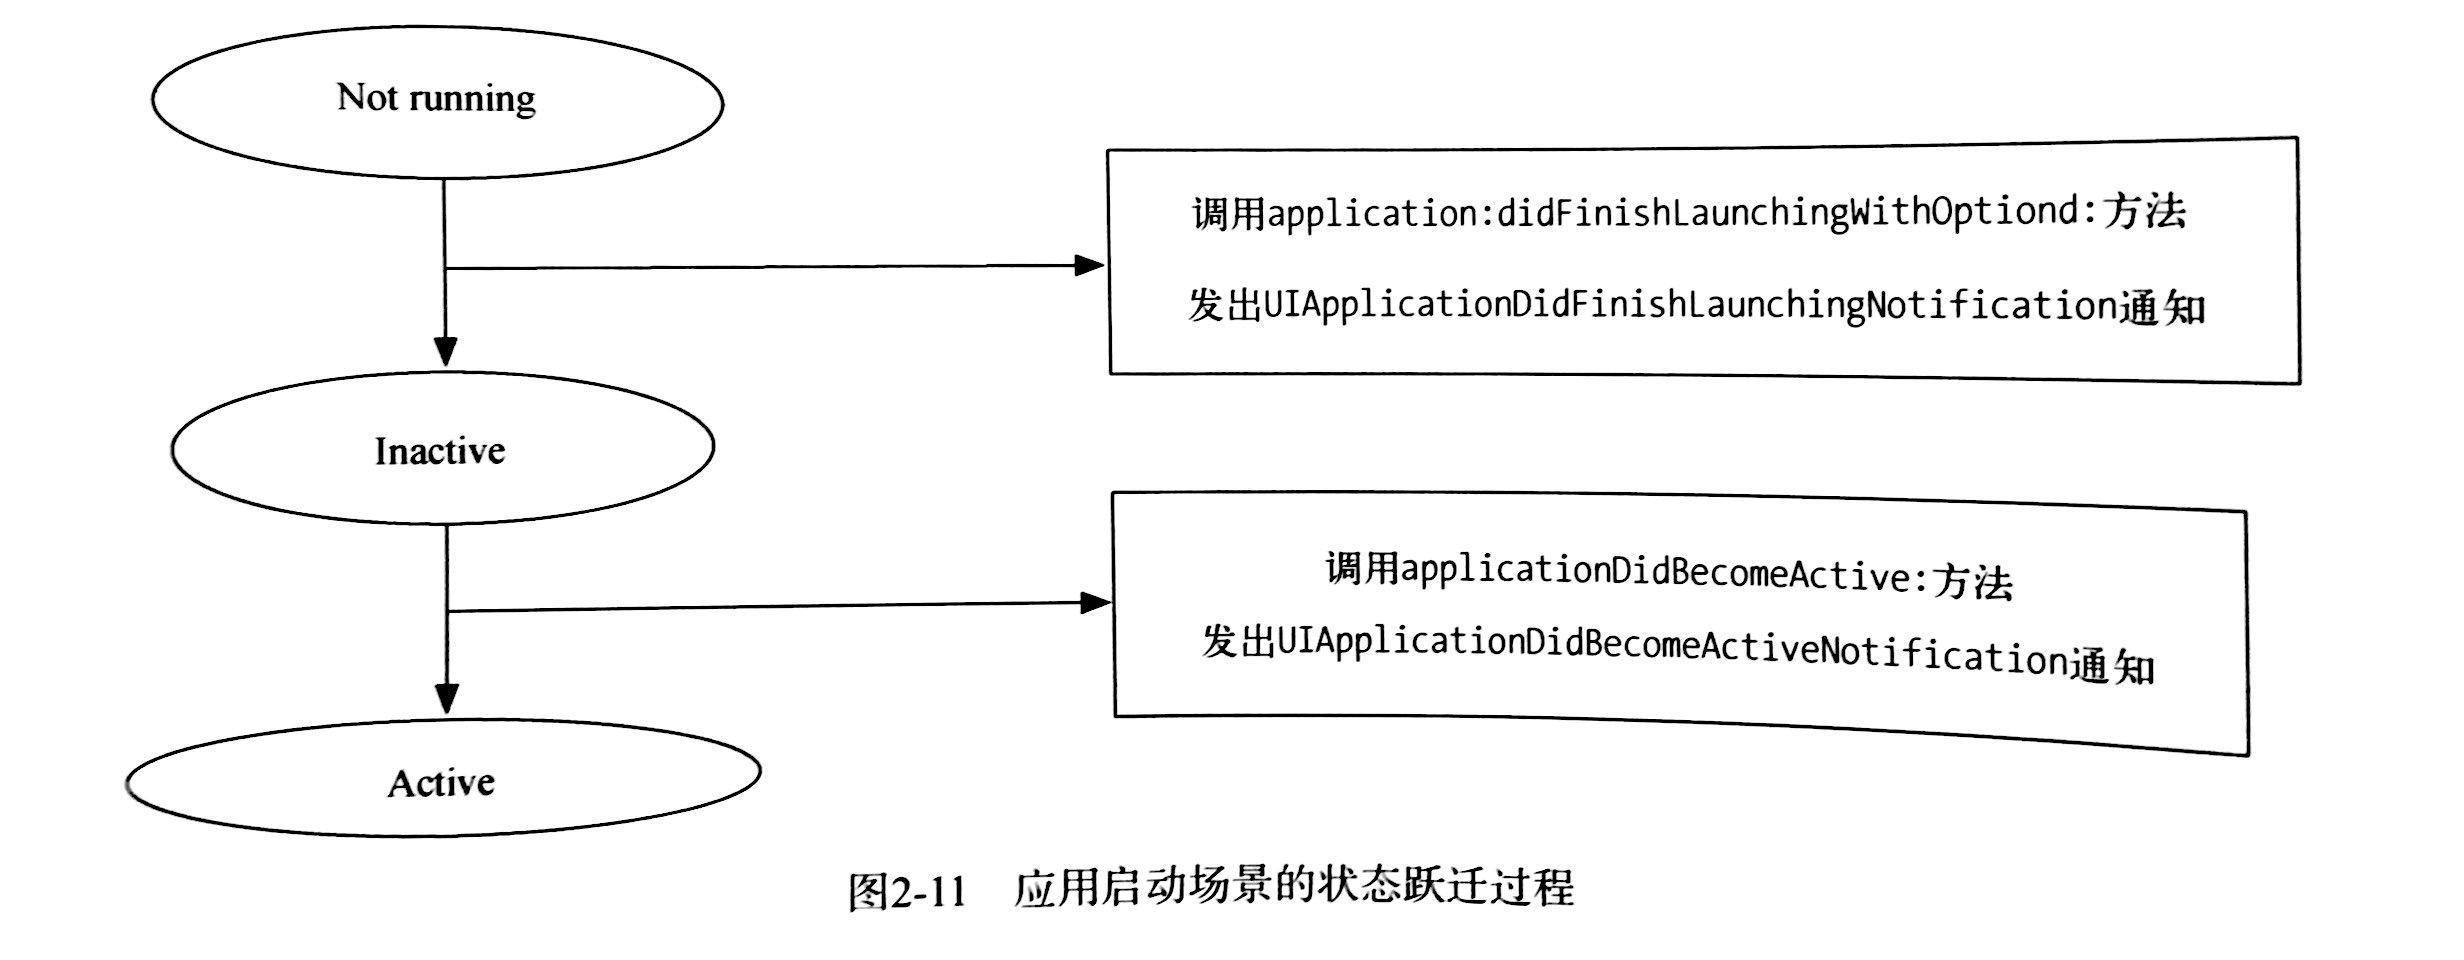 Not running
调用application:didFinishLaunchingWithOptiond:方法
发出UIApplicationDidFinishLaunchingNotification通知
Inactive
调用applicationDidBecomeActive:方法
发出UIApplicationDidBecomeActiveNotification通知
Active
图2-11 应用启动场景的状态跃迁过程